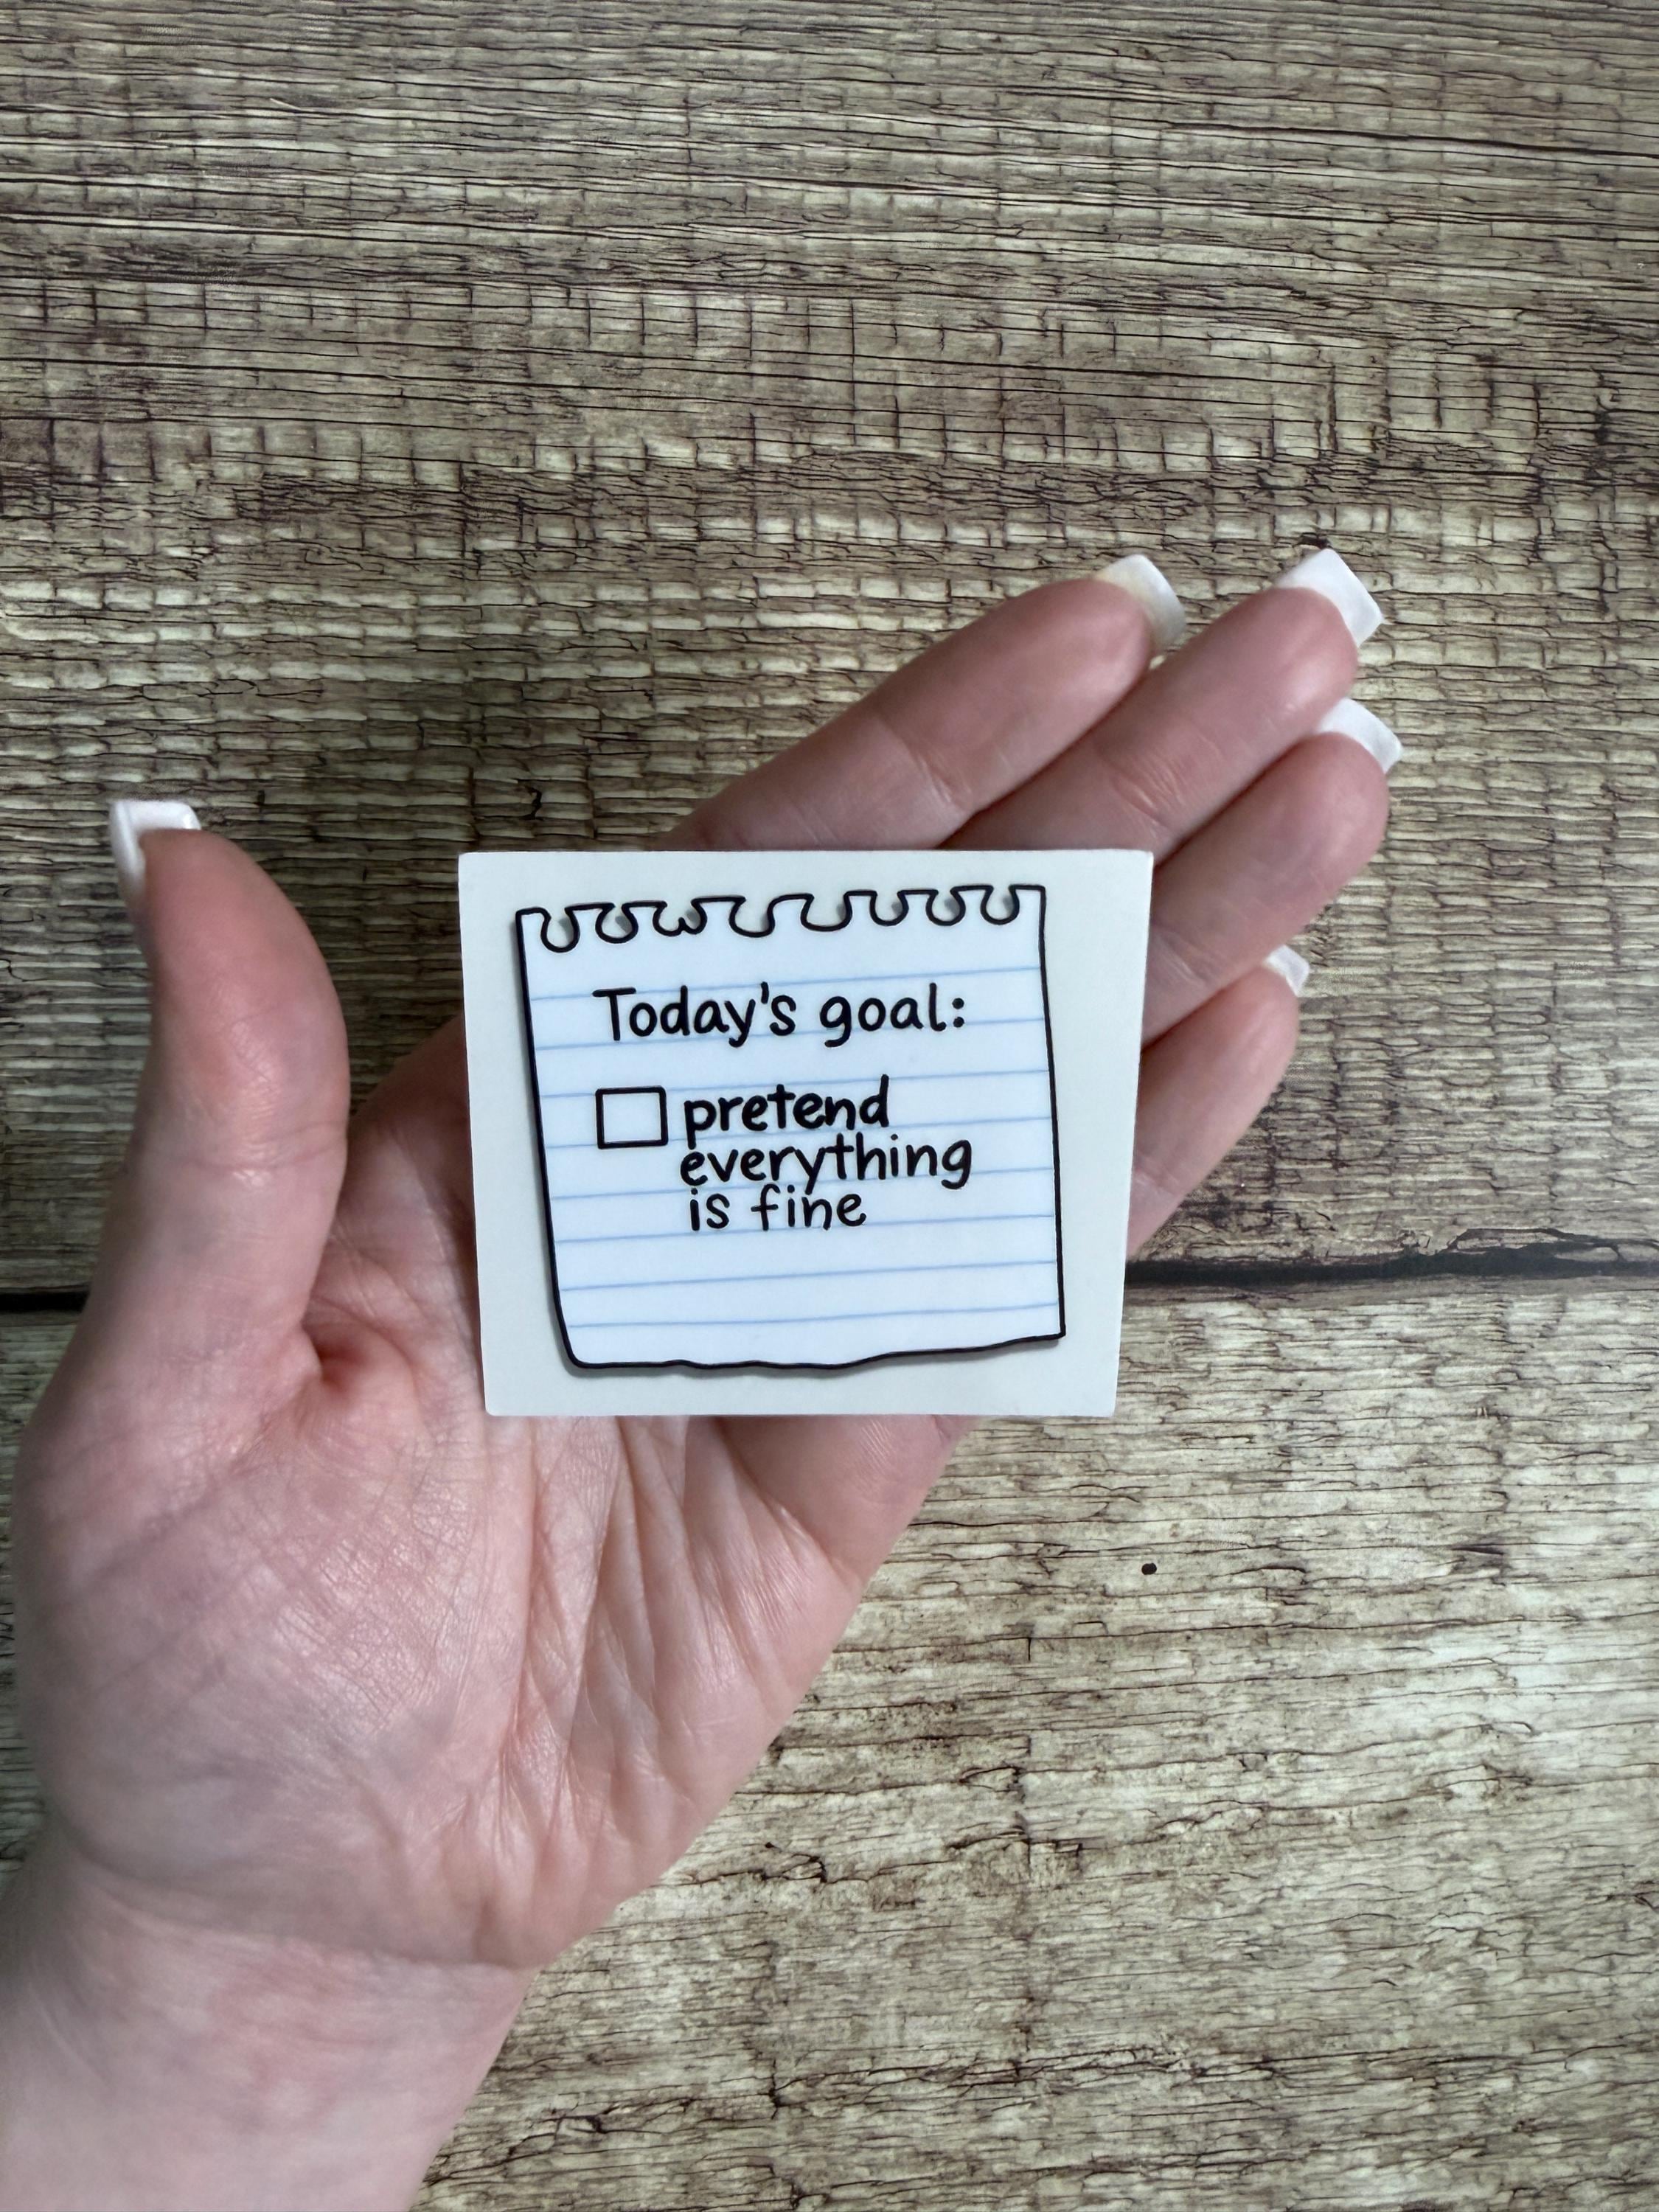 Today's goal:
pretend
everything
is fine